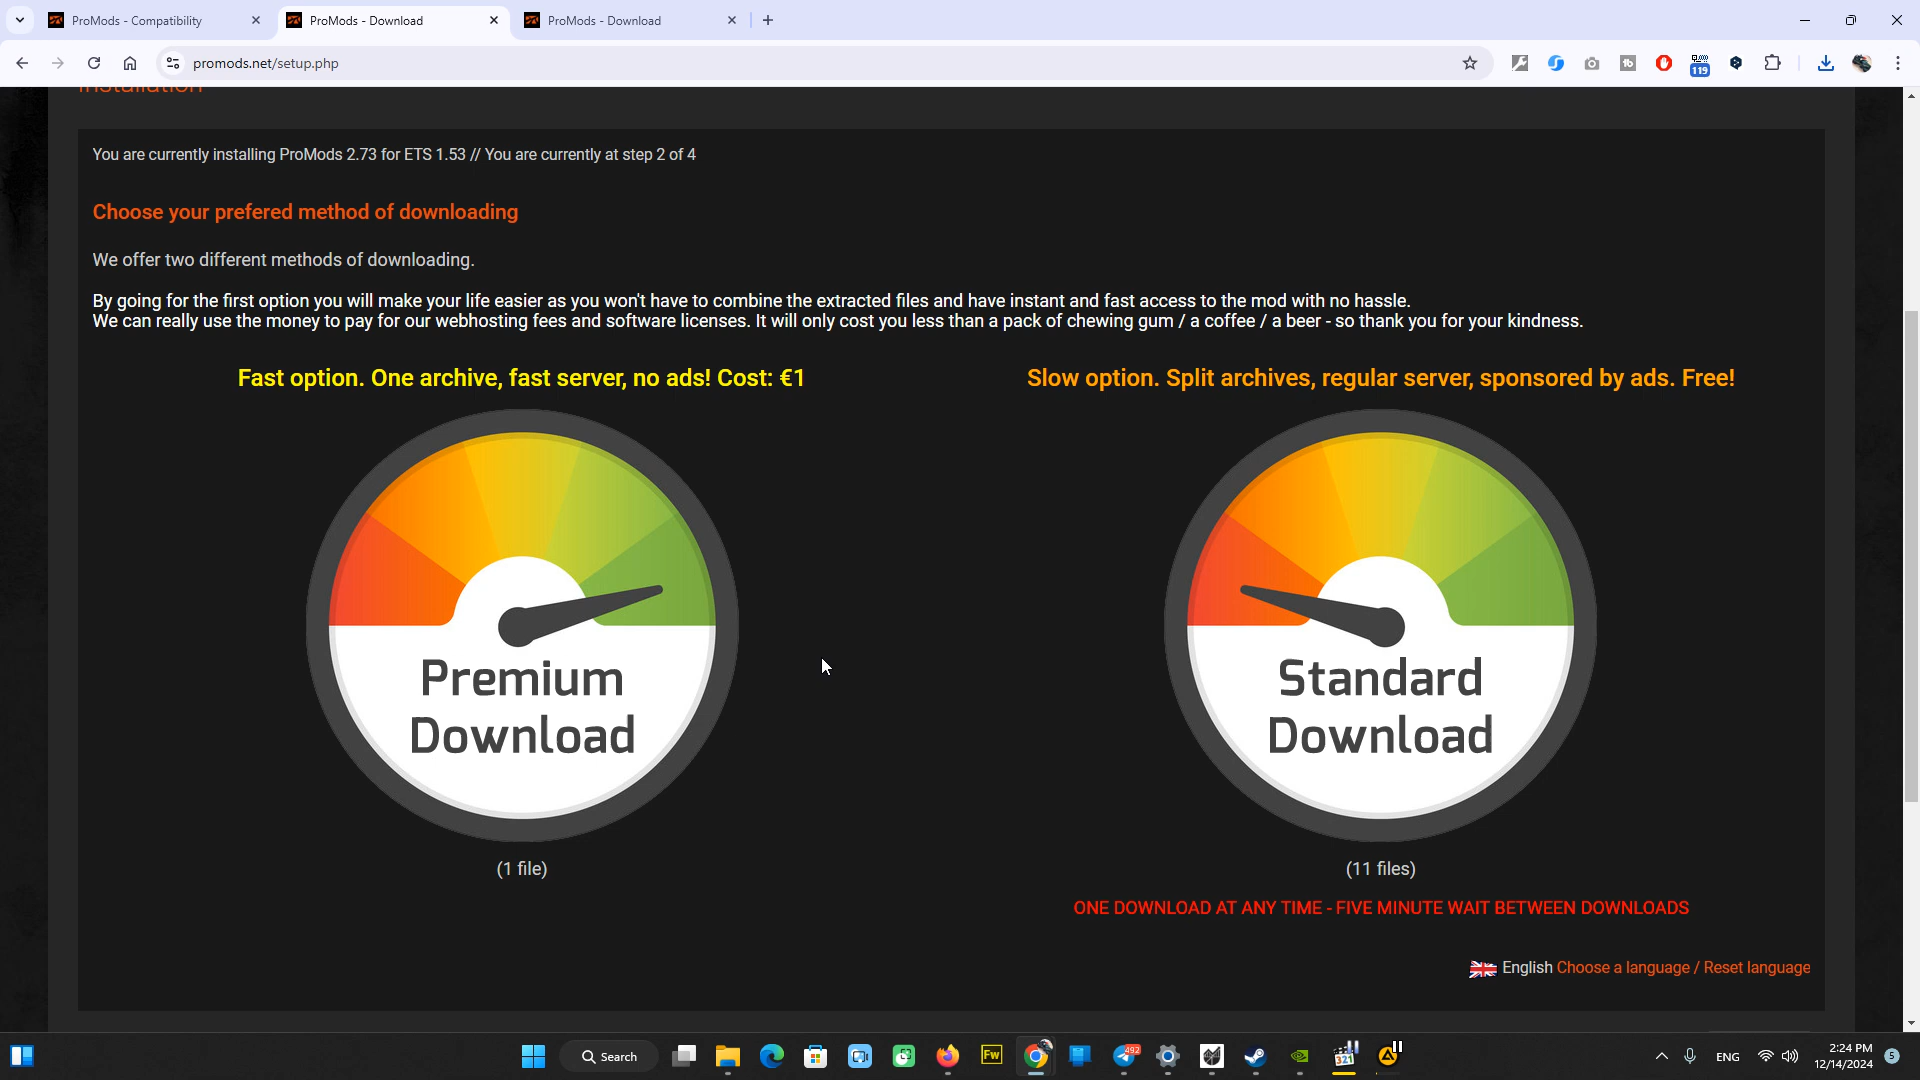 ProMods - Compatibility
ProMods - Download
ProMods - Download
promods.net/setup.php
119
Installation
You are currently installing ProMods 2.73 for ETS 1.53 // You are currently at step 2 of 4
Choose your prefered method of downloading
We offer two different methods of downloading.
By going for the first option you will make your life easier as you won't have to combine the extracted files and have instant and fast access to the mod with no hassle.
We can really use the money to pay for our webhosting fees and software licenses. It will only cost you less than a pack of chewing gum / a coffee / a beer - so thank you for your kindness.
Fast option. One archive, fast server, no ads! Cost: €1
Premium
Download
(1 file)
Slow option. Split archives, regular server, sponsored by ads. Free!
Standard
Download
(11 files)
ONE DOWNLOAD AT ANY TIME - FIVE MINUTE WAIT BETWEEN DOWNLOADS
English Choose a language / Reset language
Search
Fw
492
321
ENG
2:24 PM
12/14/2024
5